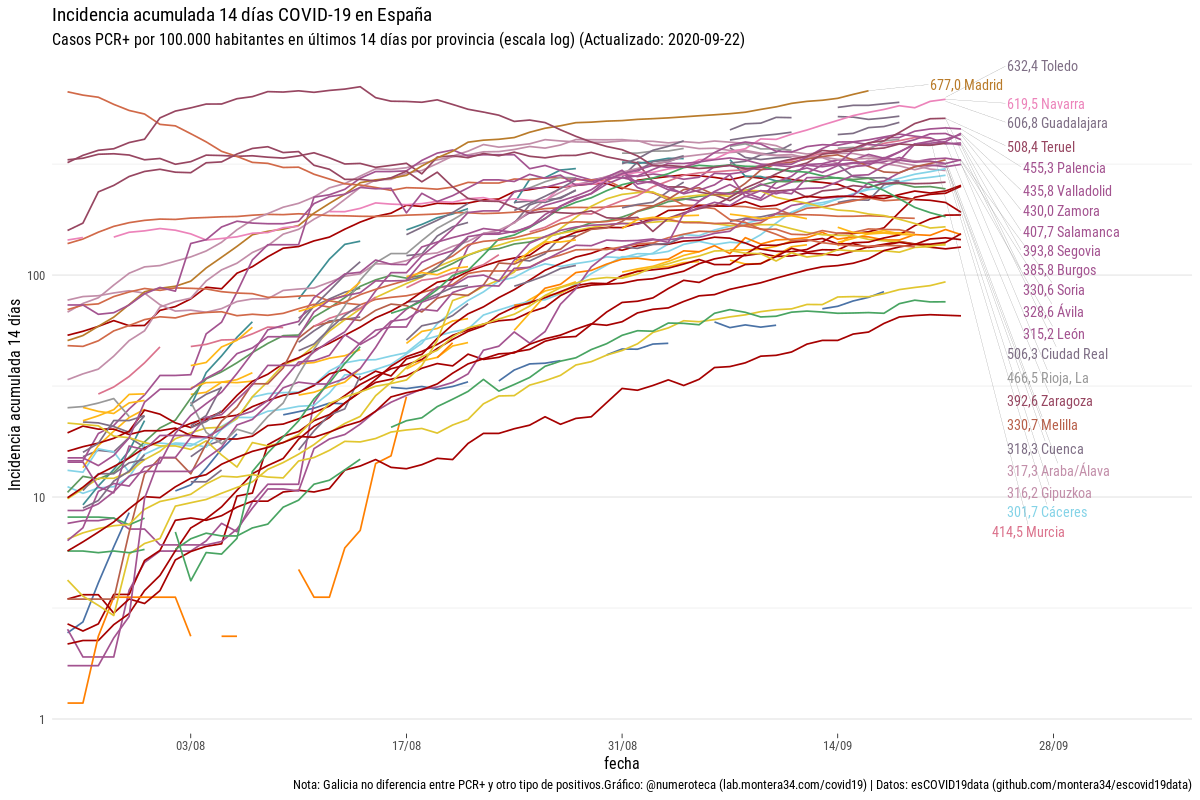 Incidencia acumulada 14 días COVID-19 en España
Casos PCR+ por 100.000 habitantes en últimos 14 días por provincia (escala log) (Actualizado: 2020-09-22)
632,4 Toledo
677,0 Madrid
619,5 Navarra
606,8 Guadalajara
508,4 Teruel
455,3 Palencia
435,8 Valladolid
430,0 Zamora
407,7 Salamanca
393,8 Segovia
385,8 Burgos
330,6 Soria
328,6 Ávila
315,2 León
506,3 Ciudad Real
466,5 Rioja, La
392,6 Zaragoza
330,7 Melilla
318,3 Cuenca
317,3 Araba/Álava
316,2 Gipuzkoa
301,7 Cáceres
414,5 Murcia
Incidencia acumulada 14 días
100
10
1
03/08
17/08
31/08
14/09
28/09
fecha
Nota: Galicia no diferencia entre PCR+ y otro tipo de positivos.Gráfico: @numeroteca (lab.montera34.com/covid19) | Datos: esCOVID19data (github.com/montera34/escovid19data)